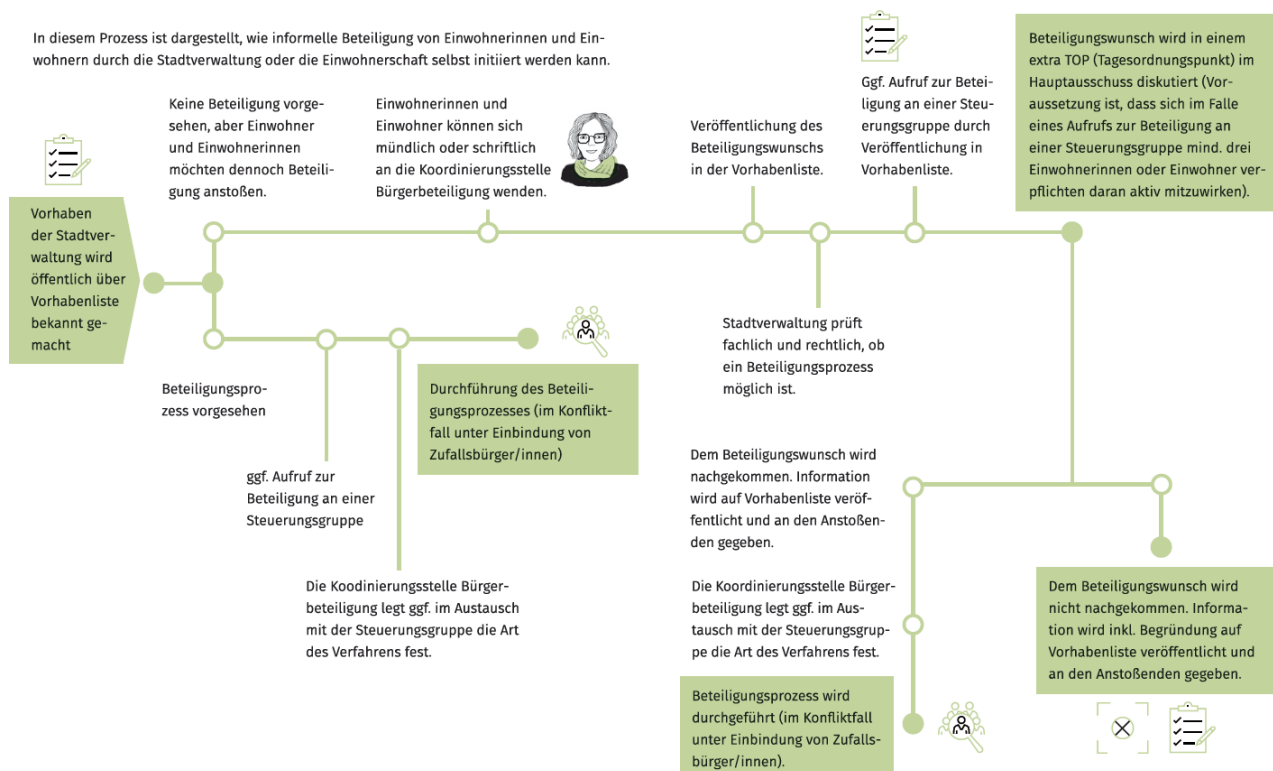 In diesem Prozess ist dargestellt, wie informelle Beteiligung von Einwohnerinnen und Ein-
wohnern durch die Stadtverwaltung oder die Einwohnerschaft selbst initiiert werden kann.
Vorhaben
der Stadtver-
waltung wird
öffentlich über
Vorhabenliste
bekannt ge-
macht
Keine Beteiligung vorge-
sehen, aber Einwohner
und Einwohnerinnen
möchten dennoch Beteili-
gung anstoßen.
Einwohnerinnen und
Einwohner können sich
mündlich oder schriftlich
an die Koordinierungsstelle
Bürgerbeteiligung wenden.
Veröffentlichung des
Beteiligungswunschs
in der Vorhabenliste.
Stadtverwaltung prüft
fachlich und rechtlich, ob
ein Beteiligungsprozess
möglich ist.
Ggf. Aufruf zur Betei-
ligung an einer Steu-
erungsgruppe durch
Veröffentlichung in
Vorhabenliste.
Beteiligungswunsch wird in einem
extra TOP (Tagesordnungspunkt) im
Hauptausschuss diskutiert (Vor-
aussetzung ist, dass sich im Falle
eines Aufrufs zur Beteiligung an
einer Steuerungsgruppe mind. drei
Einwohnerinnen oder Einwohner ver-
pflichten daran aktiv mitzuwirken).
Beteiligungspro-
zess vorgesehen
ggf. Aufruf zur
Beteiligung an einer
Steuerungsgruppe
Die Koodinierungsstelle Bürger-
beteiligung legt ggf. im Austausch
mit der Steuerungsgruppe die Art
des Verfahrens fest.
Durchführung des Beteili-
gungsprozesses (im Konflikt-
fall unter Einbindung von
Zufallsbürger/innen)
Dem Beteiligungswunsch wird
nachgekommen. Information
wird auf Vorhabenliste veröf-
fentlicht und an den Anstoßen-
den gegeben.
Die Koordinierungsstelle Bürger-
beteiligung legt ggf. im Aus-
tausch mit der Steuerungsgrup-
pe die Art des Verfahrens fest.
Beteiligungsprozess wird
durchgeführt (im Konfliktfall
unter Einbindung von Zufalls-
bürger/innen).
Dem Beteiligungswunsch wird
nicht nachgekommen. Informa-
tion wird inkl. Begründung auf
Vorhabenliste veröffentlicht und
an den Anstoßenden gegeben.